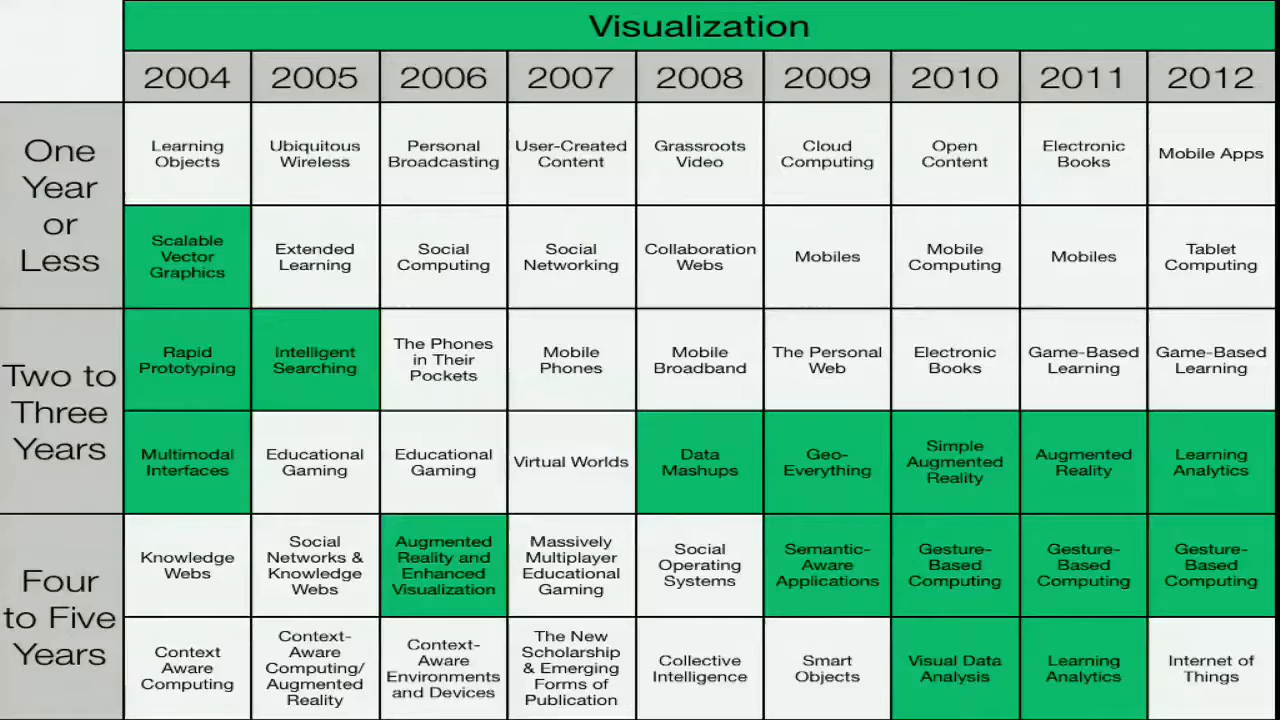 Visualization
2004 2005 2006 2007 2008 2009 2010 2011 2012
One
Year
or
Less
Learning
Objects
Ubiquitous
Wireless
Personal
Broadcasting
User-Created
Content
Grassroots
Video
Cloud
Computing
Open
Content
Electronic
Books
Mobile Apps
Scalable
Vector
Graphics
Extended
Learning
Social
Computing
Social
Networking
Collaboration
Webs
Mobiles
Mobile
Computing
Mobiles
Tablet
Computing
Two to
Three
Years
Rapid
Prototyping
Intelligent
Searching
The Phones
in Their
Pockets
Mobile
Phones
Mobile
Broadband
The Personal
Web
Electronic
Books
Game-Based
Learning
Game-Based
Learning
Multimodal
Interfaces
Educational
Gaming
Educational
Gaming
Virtual Worlds
Data
Mashups
Geo-
Everything
Simple
Augmented
Reality
Augmented
Reality
Learning
Analytics
Four
to Five
Years
Knowledge
Webs
Social
Networks &
Knowledge
Webs
Augmented
Reality and
Enhanced
Visualization
Massively
Multiplayer
Educational
Gaming
Social
Operating
Systems
Semantic-
Aware
Applications
Gesture-
Based
Computing
Gesture-
Based
Computing
Gesture-
Based
Computing
Context
Aware
Computing
Context-
Aware
Computing/
Augmented
Reality
Context-
Aware
Environments
and Devices
The New
Scholarship
& Emerging
Forms of
Publication
Collective
Intelligence
Smart
Objects
Visual Data
Analysis
Learning
Analytics
Internet of
Things